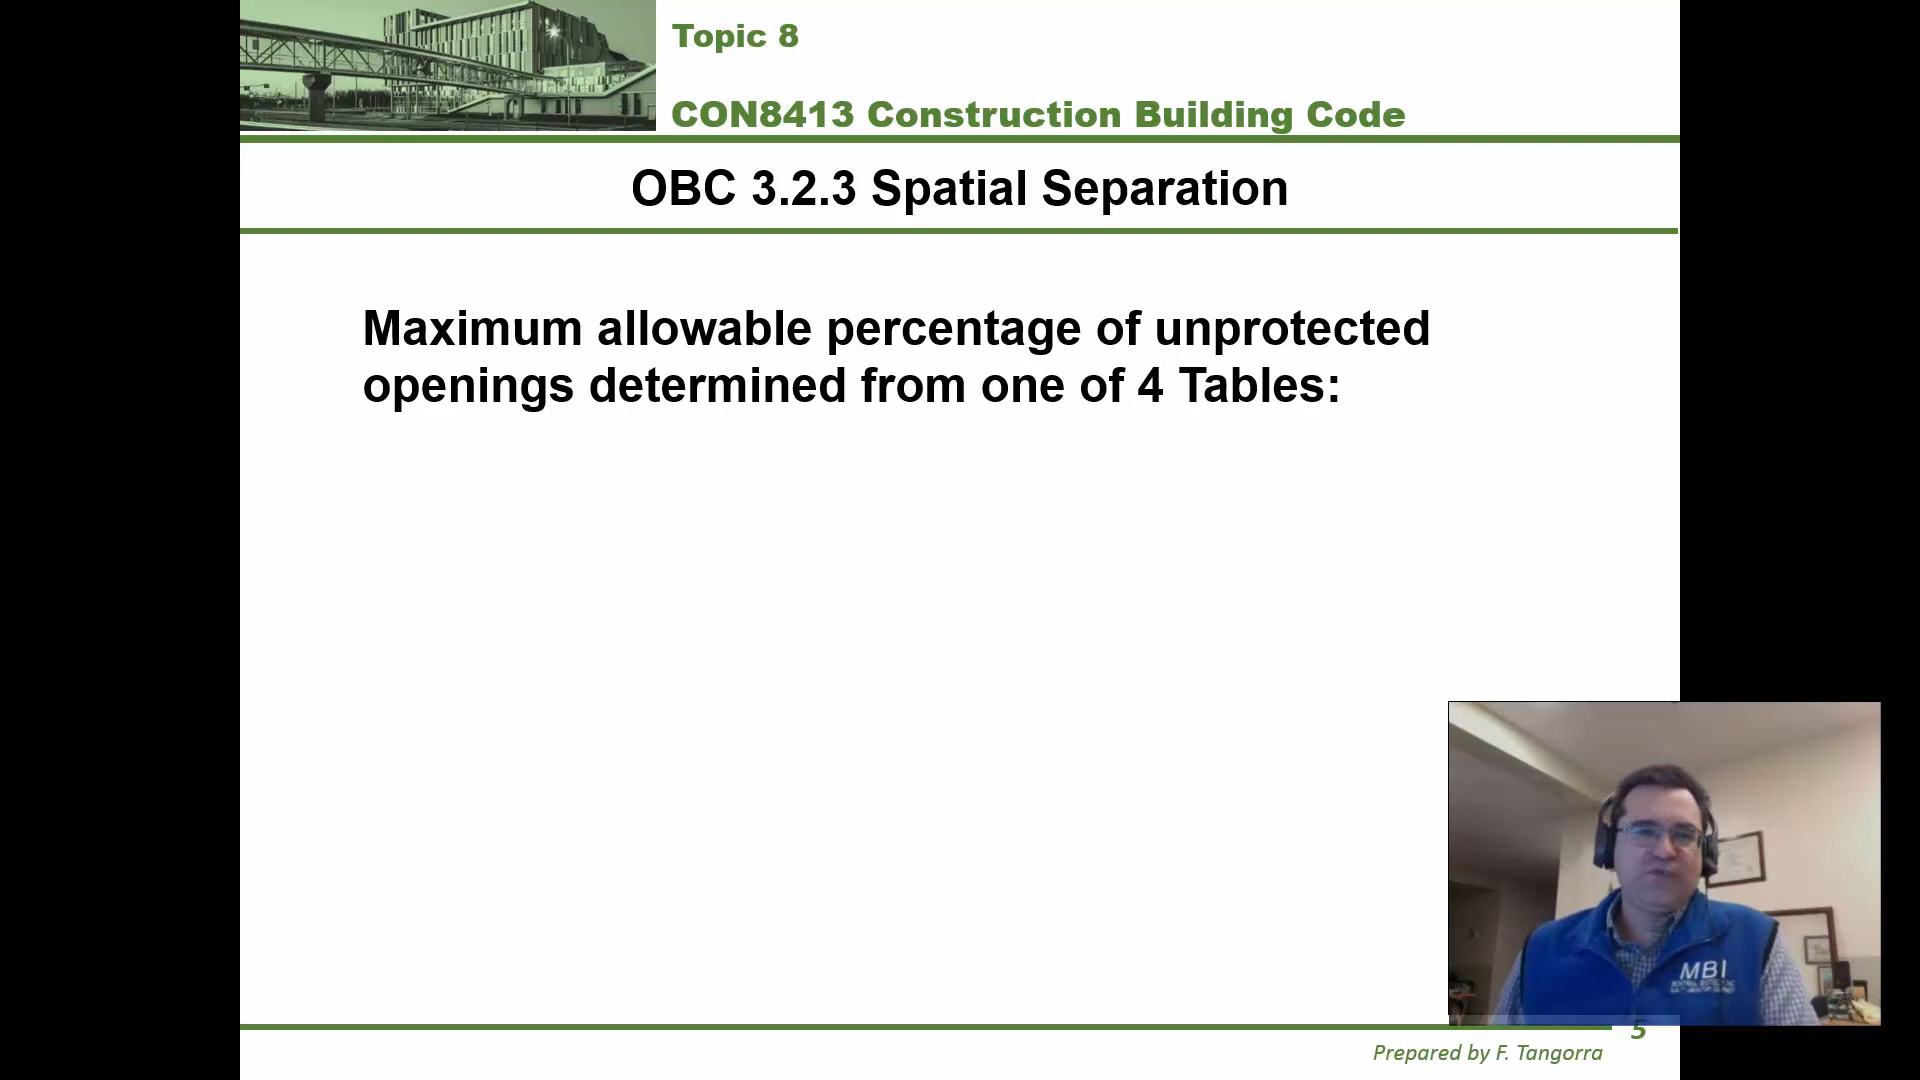 Topic 8
CON8413 Construction Building Code
OBC 3.2.3 Spatial Separation
Maximum allowable percentage of unprotected
openings determined from one of 4 Tables:
MBI
5
Prepared by F. Tangorra